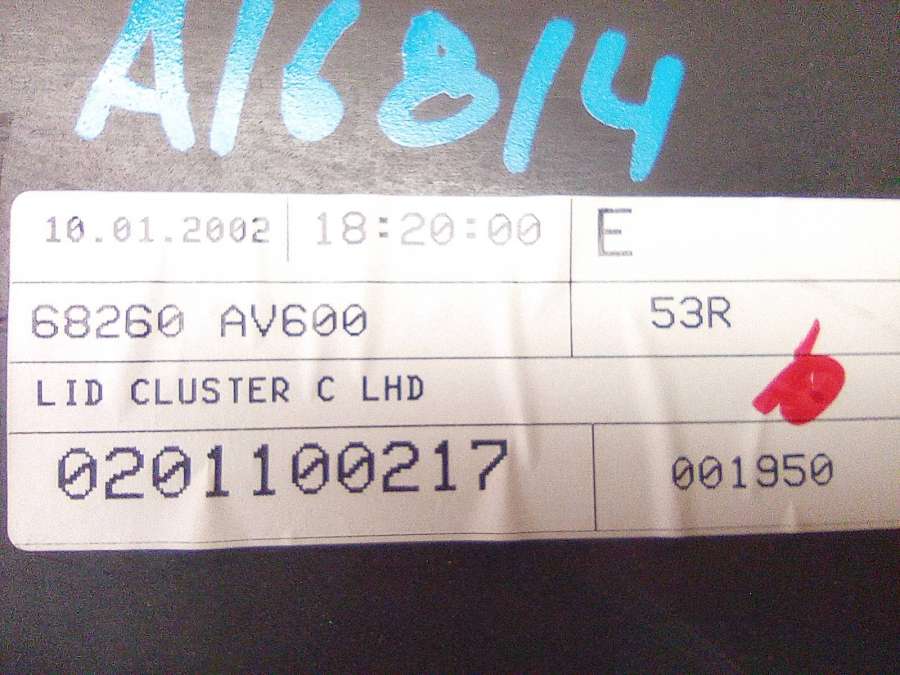 A16814
10.01.2002 18:20:00 E
68260 AV600 53R
LID CLUSTER C LHD
0201100217 001950